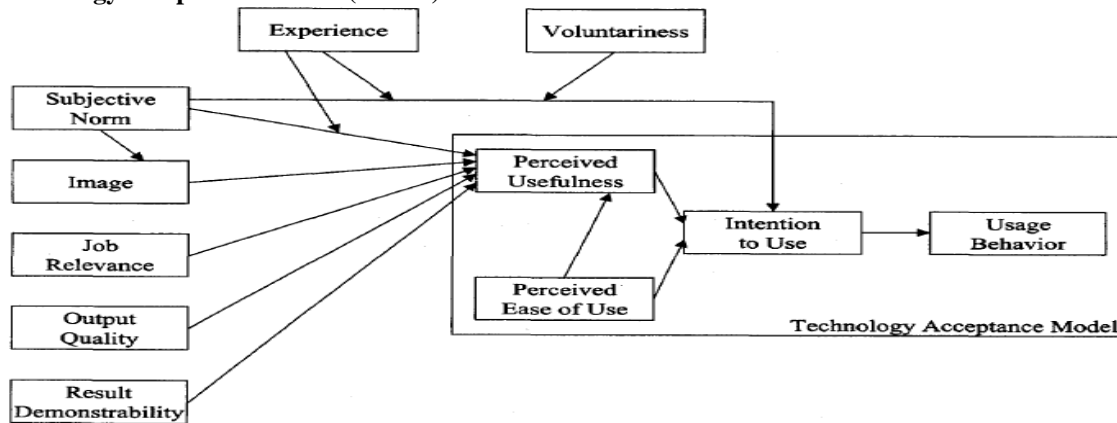 Experience
Voluntariness
Subjective
Norm
Image
Perceived
Usefulness
Intention
to Use
Usage
Behavior
Job
Relevance
Perceived
Ease of Use
Output
Quality
Technology Acceptance Model
Result
Demonstrability